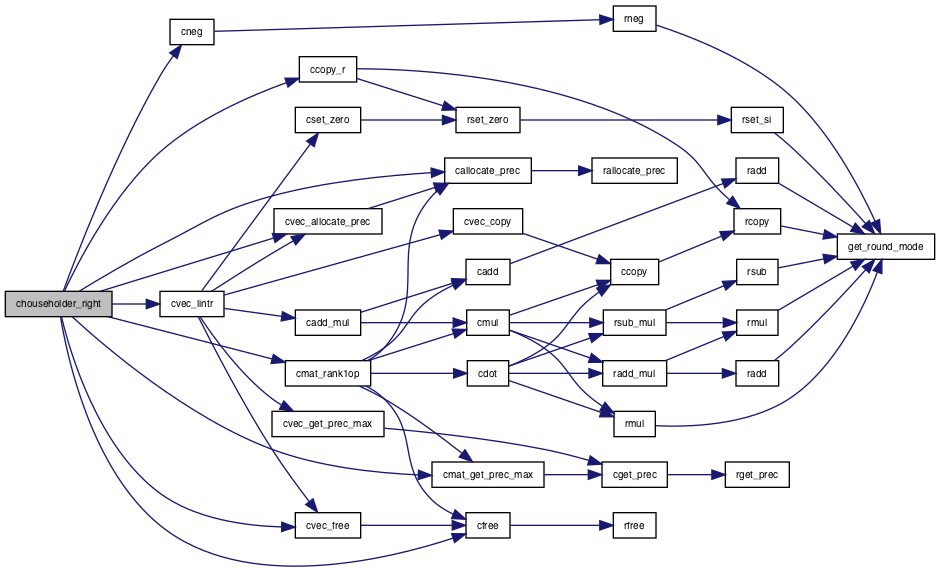 cneg
rneg
ccopy_r
cset_zero
rset_zero
rset_si
callocate_prec
rallocate_prec
radd
cvec_allocate_prec
cvec_copy
rcopy
get_round_mode
cadd
ccopy
rsub
chouseholder_right
cvec_lintr
cadd_mul
cmul
rsub_mul
rmul
cmat_rank1op
cdot
radd_mul
radd
cvec_get_prec_max
rmul
cmat_get_prec_max
cget_prec
rget_prec
cvec_free
cfree
rfree